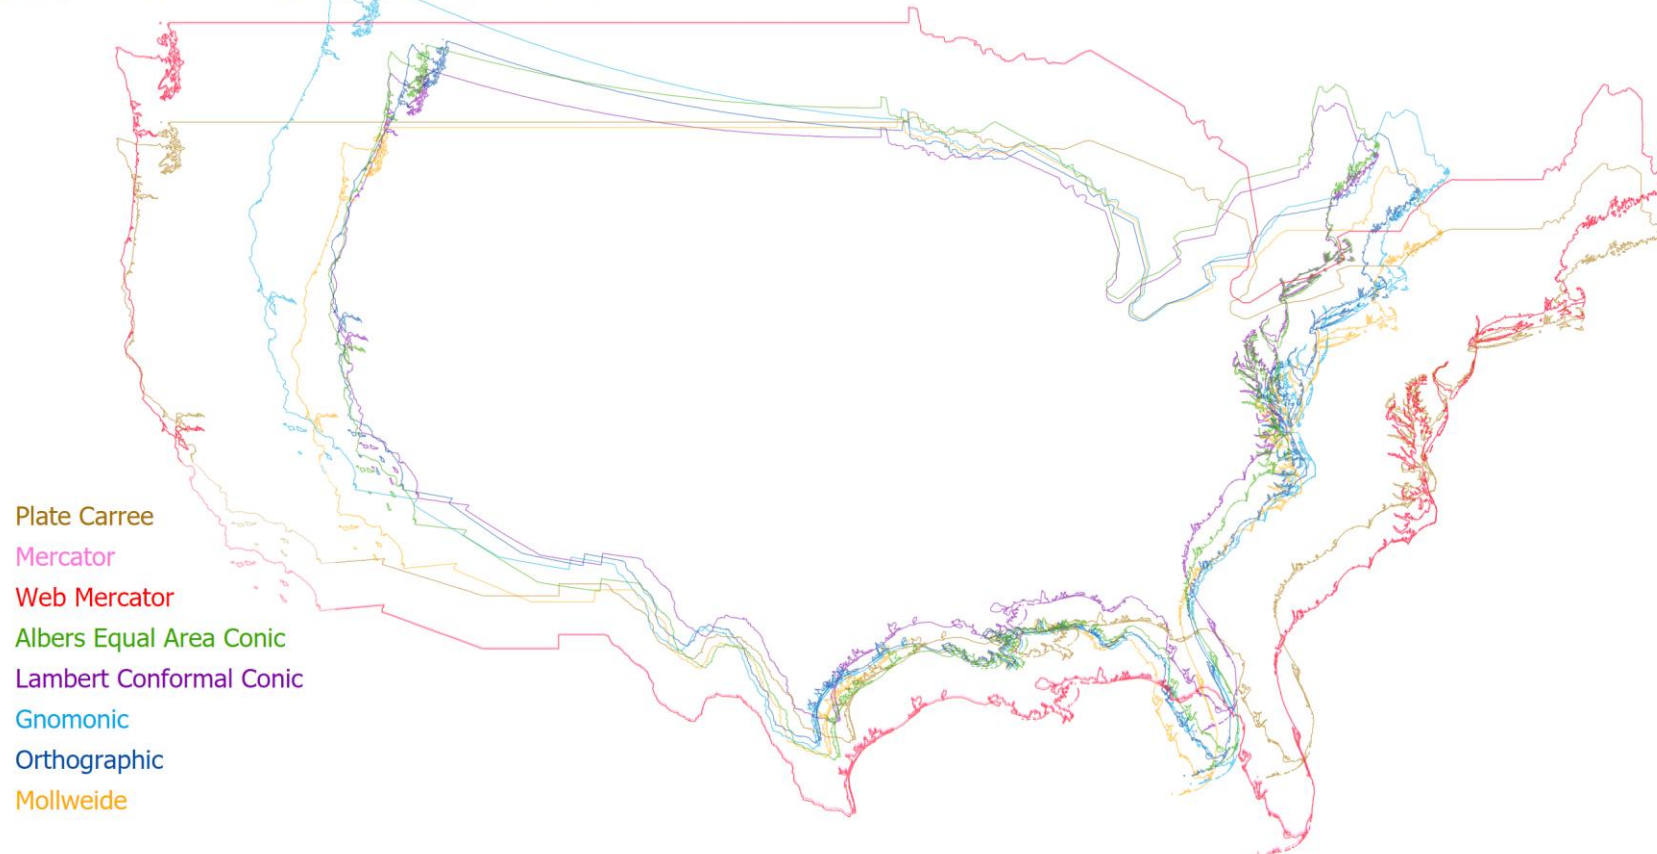 Plate Carree
Mercator
Web Mercator
Albers Equal Area Conic
Lambert Conformal Conic
Gnomonic
Orthographic
Mollweide